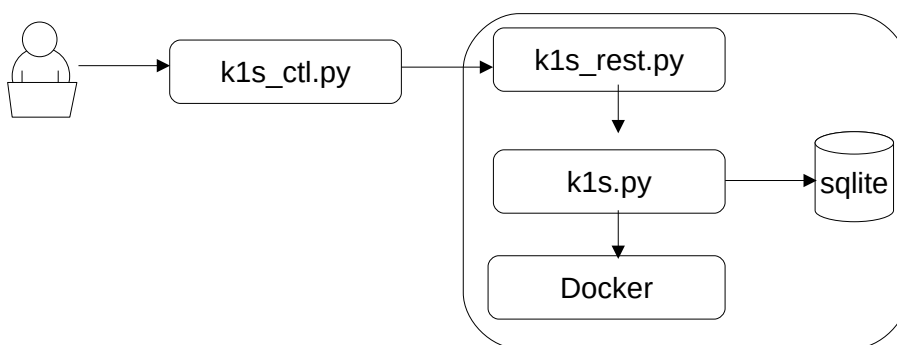 k1s_ctl.py
k1s_rest.py
k1s.py
sqlite
Docker